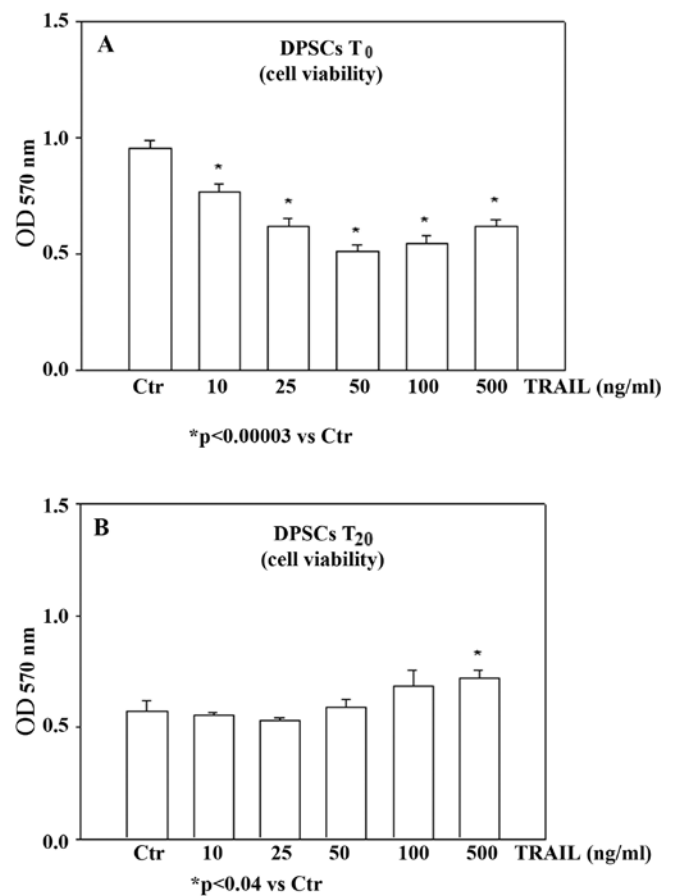 1.5
A
DPSCs T0
(cell viability)
1.0
* * * * *
OD 570 nm
0.5
0.0
Ctr 10 25 50 100 500 TRAIL (ng/ml)
*p<0.00003 vs Ctr
1.5
B
DPSCs T20
(cell viability)
1.0
*
OD 570 nm
0.5
0.0
Ctr 10 25 50 100 500 TRAIL (ng/ml)
*p<0.04 vs Ctr